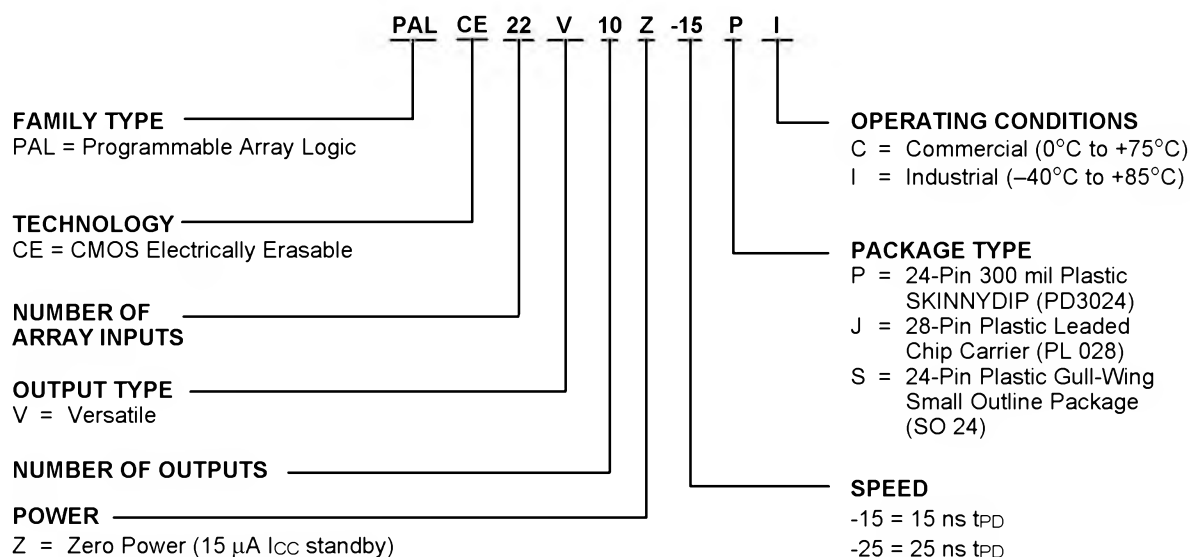 PAL CE 22 V 10 Z -15 P I
FAMILY TYPE
PAL = Programmable Array Logic
TECHNOLOGY
CE = CMOS Electrically Erasable
NUMBER OF
ARRAY INPUTS
OUTPUT TYPE
V = Versatile
NUMBER OF OUTPUTS
POWER
Z = Zero Power (15 μA ICC standby)
OPERATING CONDITIONS
C = Commercial (0°C to +75°C)
I = Industrial (–40°C to +85°C)
PACKAGE TYPE
P = 24-Pin 300 mil Plastic
SKINNYDIP (PD3024)
J = 28-Pin Plastic Leaded
Chip Carrier (PL 028)
S = 24-Pin Plastic Gull-Wing
Small Outline Package
(SO 24)
SPEED
-15 = 15 ns tPD
-25 = 25 ns tPD